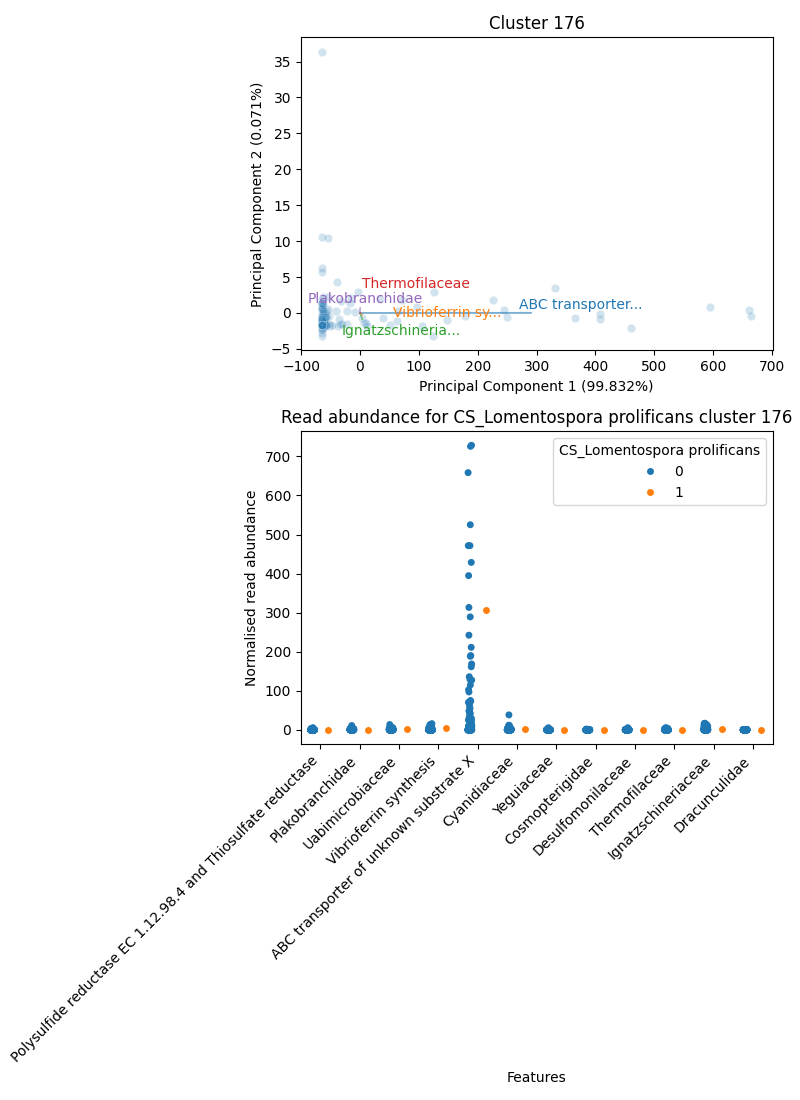 Cluster 176
35
30
25
20
15
10
5
0
−5
Principal Component 2 (0.071%)
Thermofilaceae
Plakobranchidae
ABC transporter...
Vibrioferrin sy...
Ignatzschineria...
−100
0
100
200
300
400
500
600
700
Principal Component 1 (99.832%)
Read abundance for CS_Lomentospora prolificans cluster 176
700
600
500
400
300
200
100
0
Normalised read abundance
CS_Lomentospora prolificans
0
1
Polysulfide reductase EC 1.12.98.4 and Thiosulfate reductase
Plakobranchidae
Uabimicrobiaceae
Vibrioferrin synthesis
ABC transporter of unknown substrate X
Cyanidiaceae
Yeguiaceae
Cosmopterigidae
Desulfomonilaceae
Thermofilaceae
Ignatzschineriaceae
Dracunculidae
Features